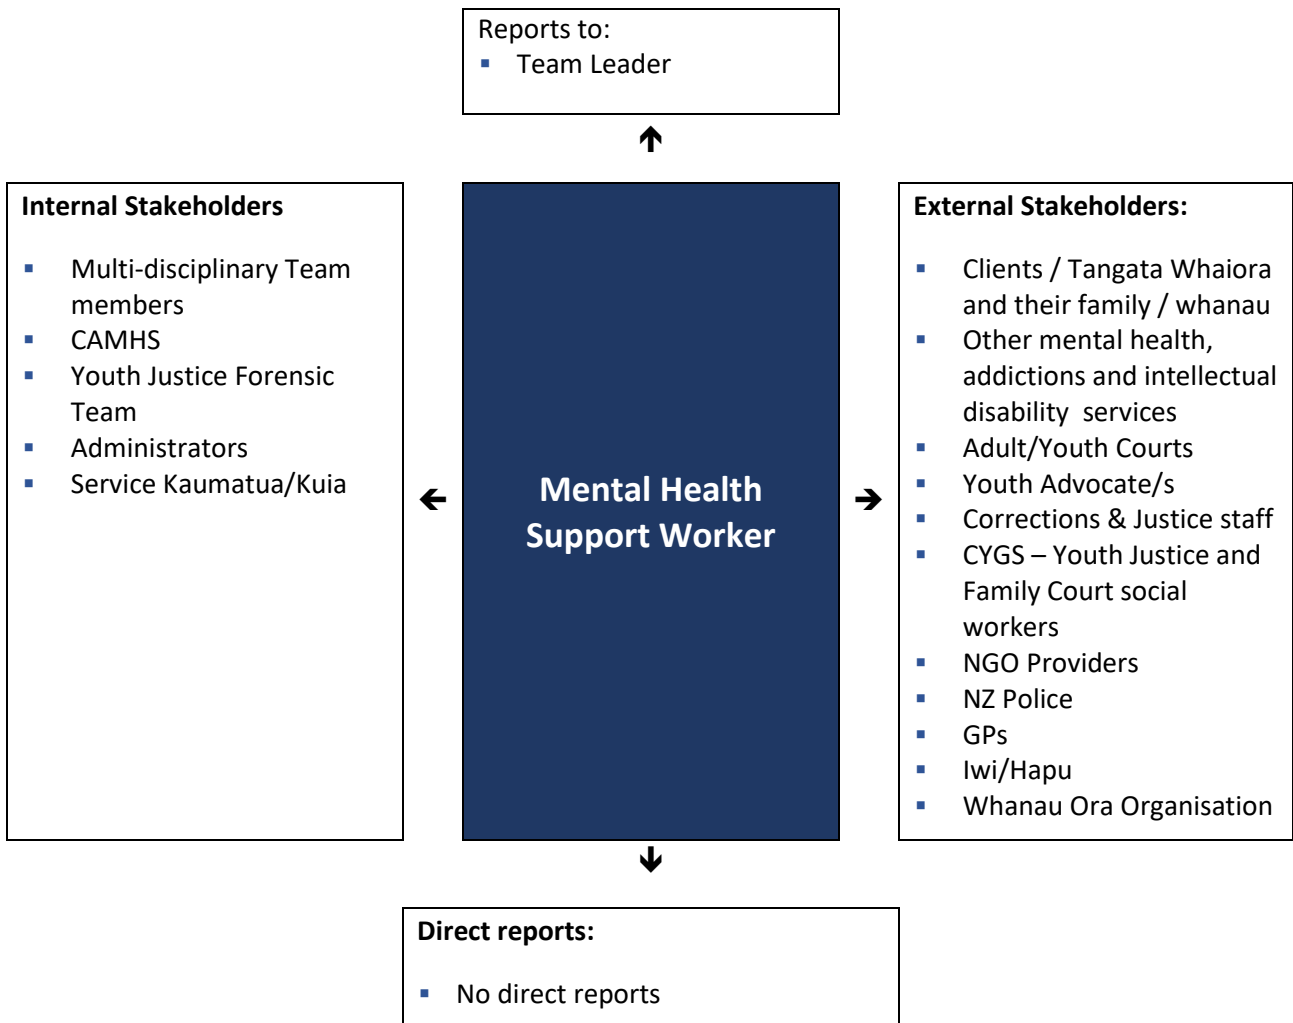 Reports to:
▪ Team Leader
Internal Stakeholders
▪ Multi-disciplinary Team
members
▪ CAMHS
▪ Youth Justice Forensic
Team
▪ Administrators
▪ Service Kaumatua/Kuia
Mental Health
Support Worker
External Stakeholders:
▪ Clients / Tangata Whaiora
and their family / whanau
▪ Other mental health,
addictions and intellectual
disability services
▪ Adult/Youth Courts
▪ Youth Advocate/s
▪ Corrections & Justice staff
▪ CYGS – Youth Justice and
Family Court social
workers
▪ NGO Providers
▪ NZ Police
▪ GPs
▪ Iwi/Hapu
▪ Whanau Ora Organisation
Direct reports:
▪ No direct reports